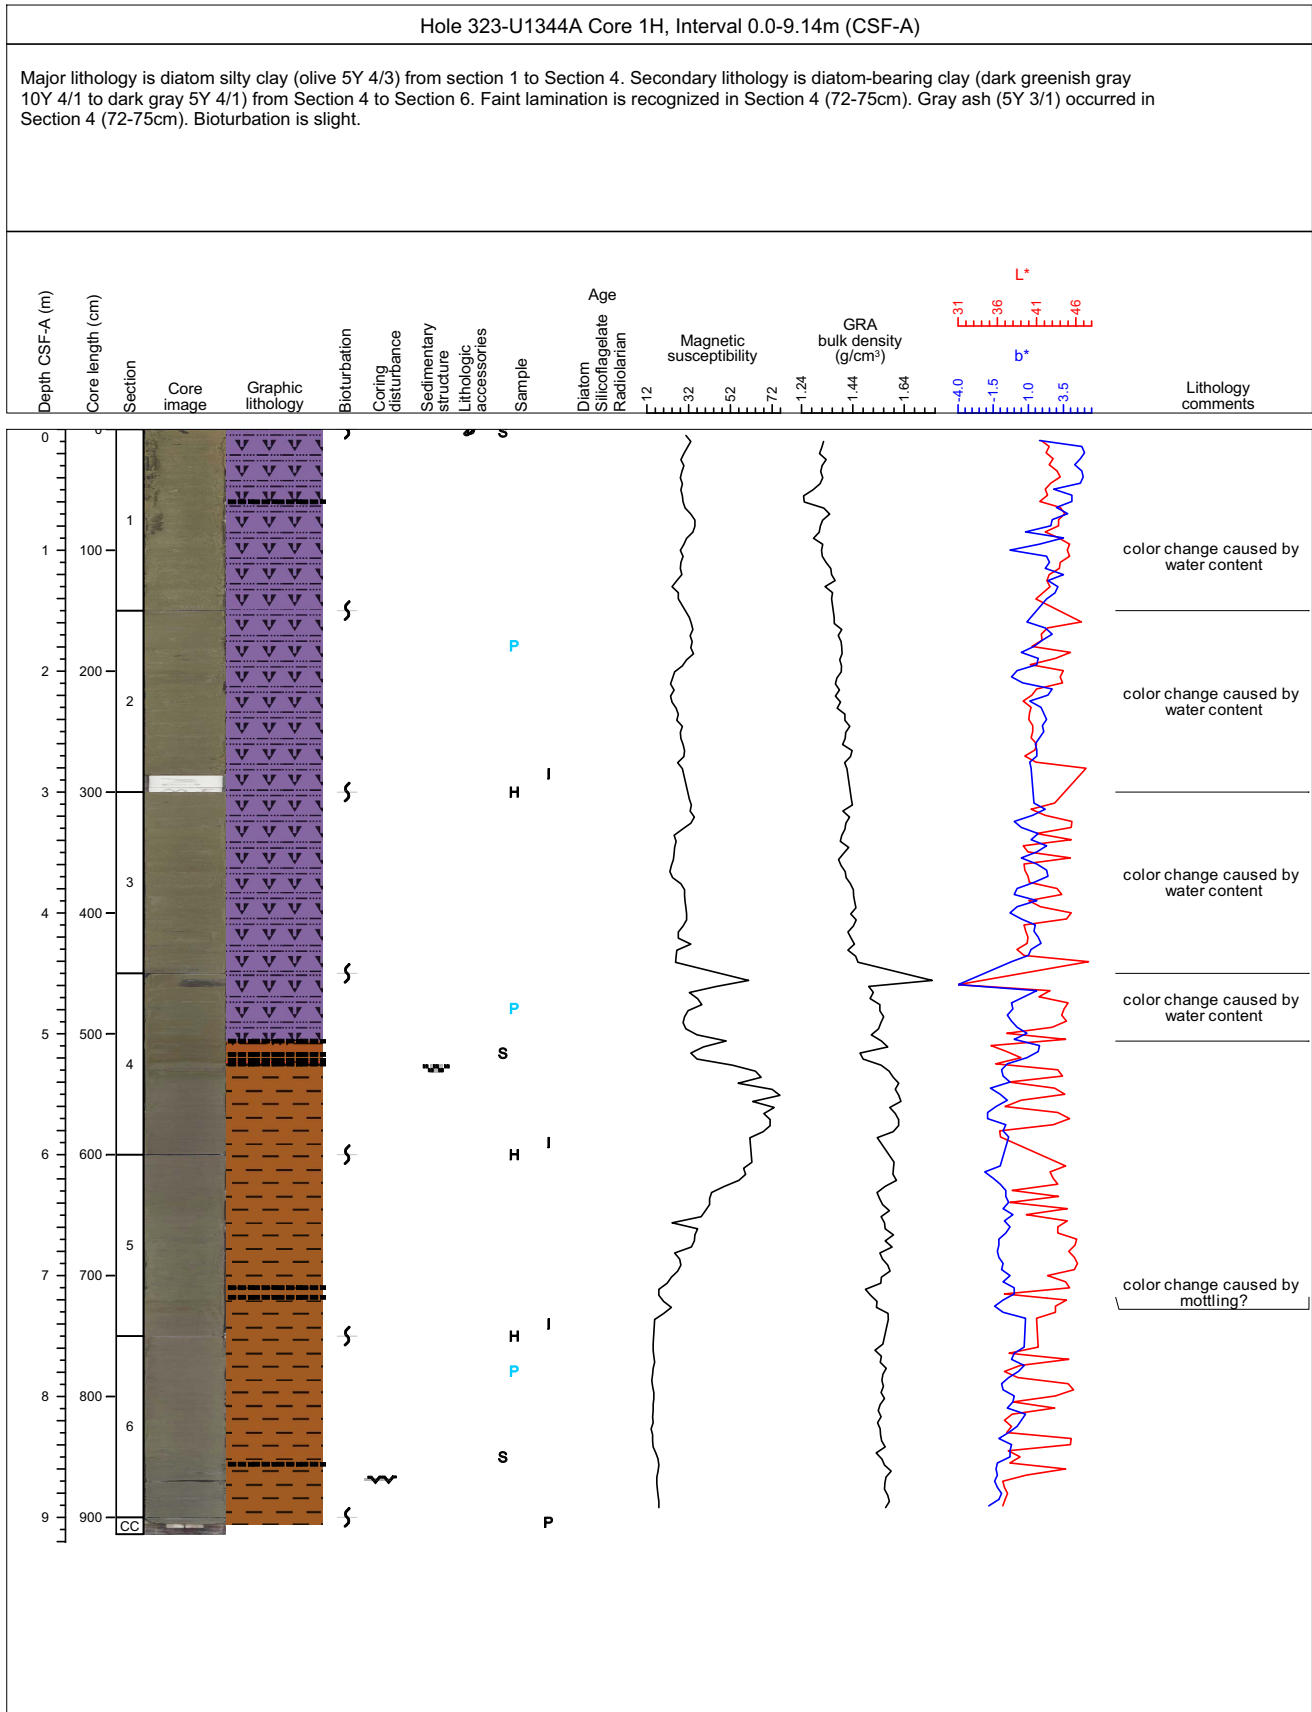 Hole 323-U1344A Core 1H, Interval 0.0-9.14m (CSF-A)
Major lithology is diatom silty clay (olive 5Y 4/3) from section 1 to Section 4. Secondary lithology is diatom-bearing clay (dark greenish gray
10Y 4/1 to dark gray 5Y 4/1) from Section 4 to Section 6. Faint lamination is recognized in Section 4 (72-75cm). Gray ash (5Y 3/1) occurred in
Section 4 (72-75cm). Bioturbation is slight.
Depth CSF-A (m)
Core length (cm)
Section
Core
image
Graphic
lithology
Bioturbation
Coring
disturbance
Sedimentary
structure
Lithologic
accessories
Sample
Age
Diatom
Silicoflagelate
Radiolarian
Magnetic
susceptibility
12 32 52 72
GRA
bulk density
(g/cm³)
1.24 1.44 1.64
L*
31 36 41 46
b*
-4.0 -1.5 1.0 3.5
Lithology
comments
0 0 S
1
1 100 color change caused by
water content
P
2 200
2 color change caused by
water content
I
3 300 H
3 color change caused by
water content
4 400
P color change caused by
water content
5 500
S
4
I
6 600 H
5
7 700 color change caused by
mottling?
I
H
P
8 800
6
S
9 900
CC P